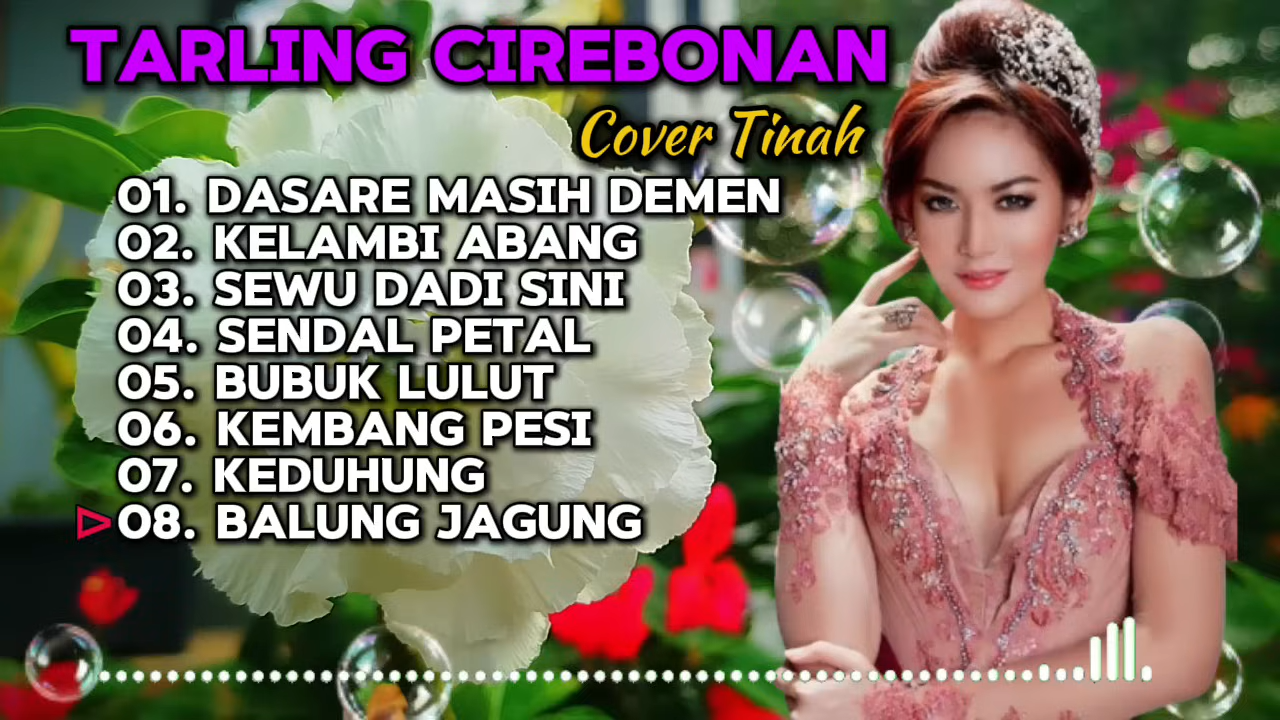 TARLING CIREBONAN
Cover Tinah
01. DASARE MASIH DEMEN
02. KELAMBI ABANG
03. SEWU DADI SINI
04. SENDAL PETAL
05. BUBUK LULUT
06. KEMBANG PESI
07. KEDUHUNG
08. BALUNG JAGUNG